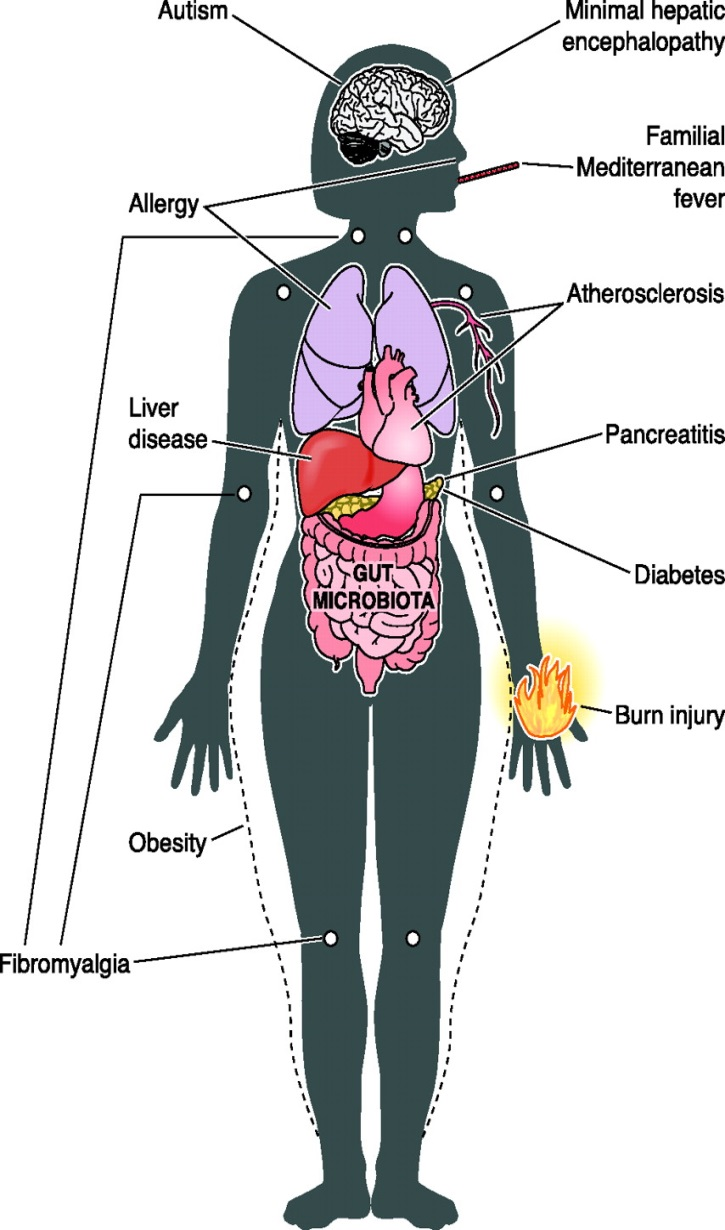 Autism
Minimal hepatic
encephalopathy
Familial
Mediterranean
fever
Allergy
Atherosclerosis
Liver
disease
Pancreatitis
GUT
MICROBIOTA
Diabetes
Burn injury
Obesity
Fibromyalgia